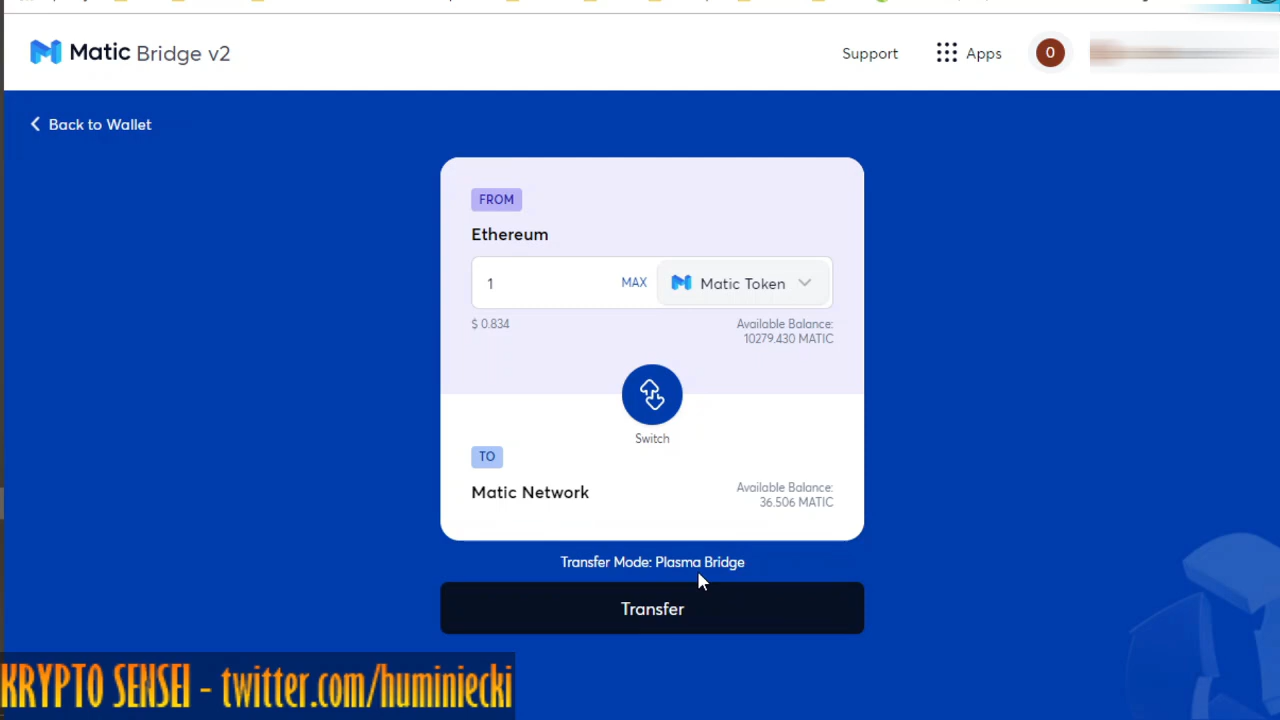 Matic Bridge v2
Support
Apps
0
Back to Wallet
FROM
Ethereum
1
MAX
Matic Token
$ 0.834
Available Balance:
10279.430 MATIC
Switch
TO
Matic Network
Available Balance:
36.506 MATIC
Transfer Mode: Plasma Bridge
Transfer
KRYPTO SENSEI - twitter.com/huminiecki